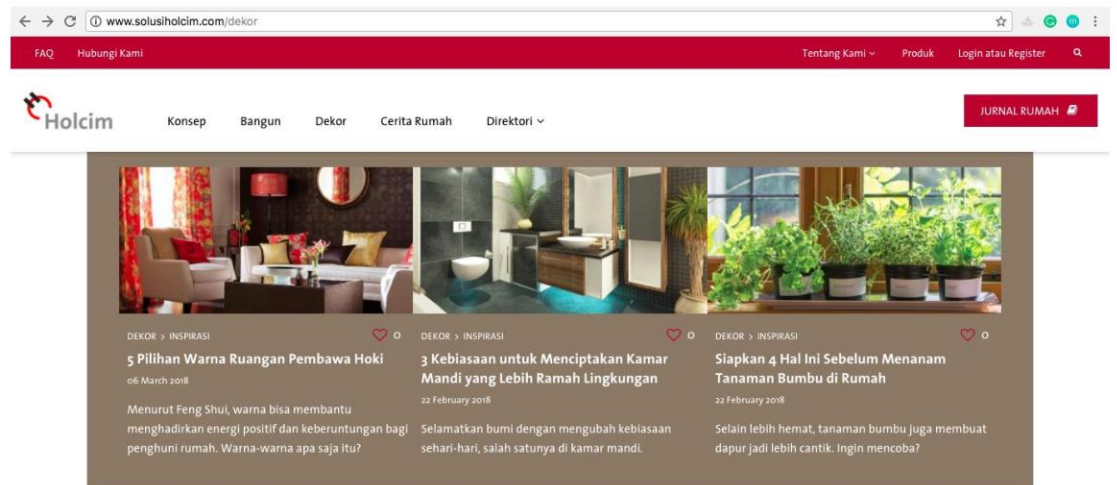 www.solusiholcim.com/dekor
FAQ Hubungi Kami Tentang Kami Produk Login atau Register
Holcim Konsep Bangun Dekor Cerita Rumah Direktori JURNAL RUMAH
DEKOR > INSPIRASI 0
5 Pilihan Warna Ruangan Pembawa Hoki
06 March 2018
Menurut Feng Shui, warna bisa membantu
menghadirkan energi positif dan keberuntungan bagi
penghuni rumah. Warna-warna apa saja itu?
DEKOR > INSPIRASI 0
3 Kebiasaan untuk Menciptakan Kamar
Mandi yang Lebih Ramah Lingkungan
22 February 2018
Selamatkan bumi dengan mengubah kebiasaan
sehari-hari, salah satunya di kamar mandi.
DEKOR > INSPIRASI 0
Siapkan 4 Hal Ini Sebelum Menanam
Tanaman Bumbu di Rumah
22 February 2018
Selain lebih hemat, tanaman bumbu juga membuat
dapur jadi lebih cantik. Ingin mencoba?